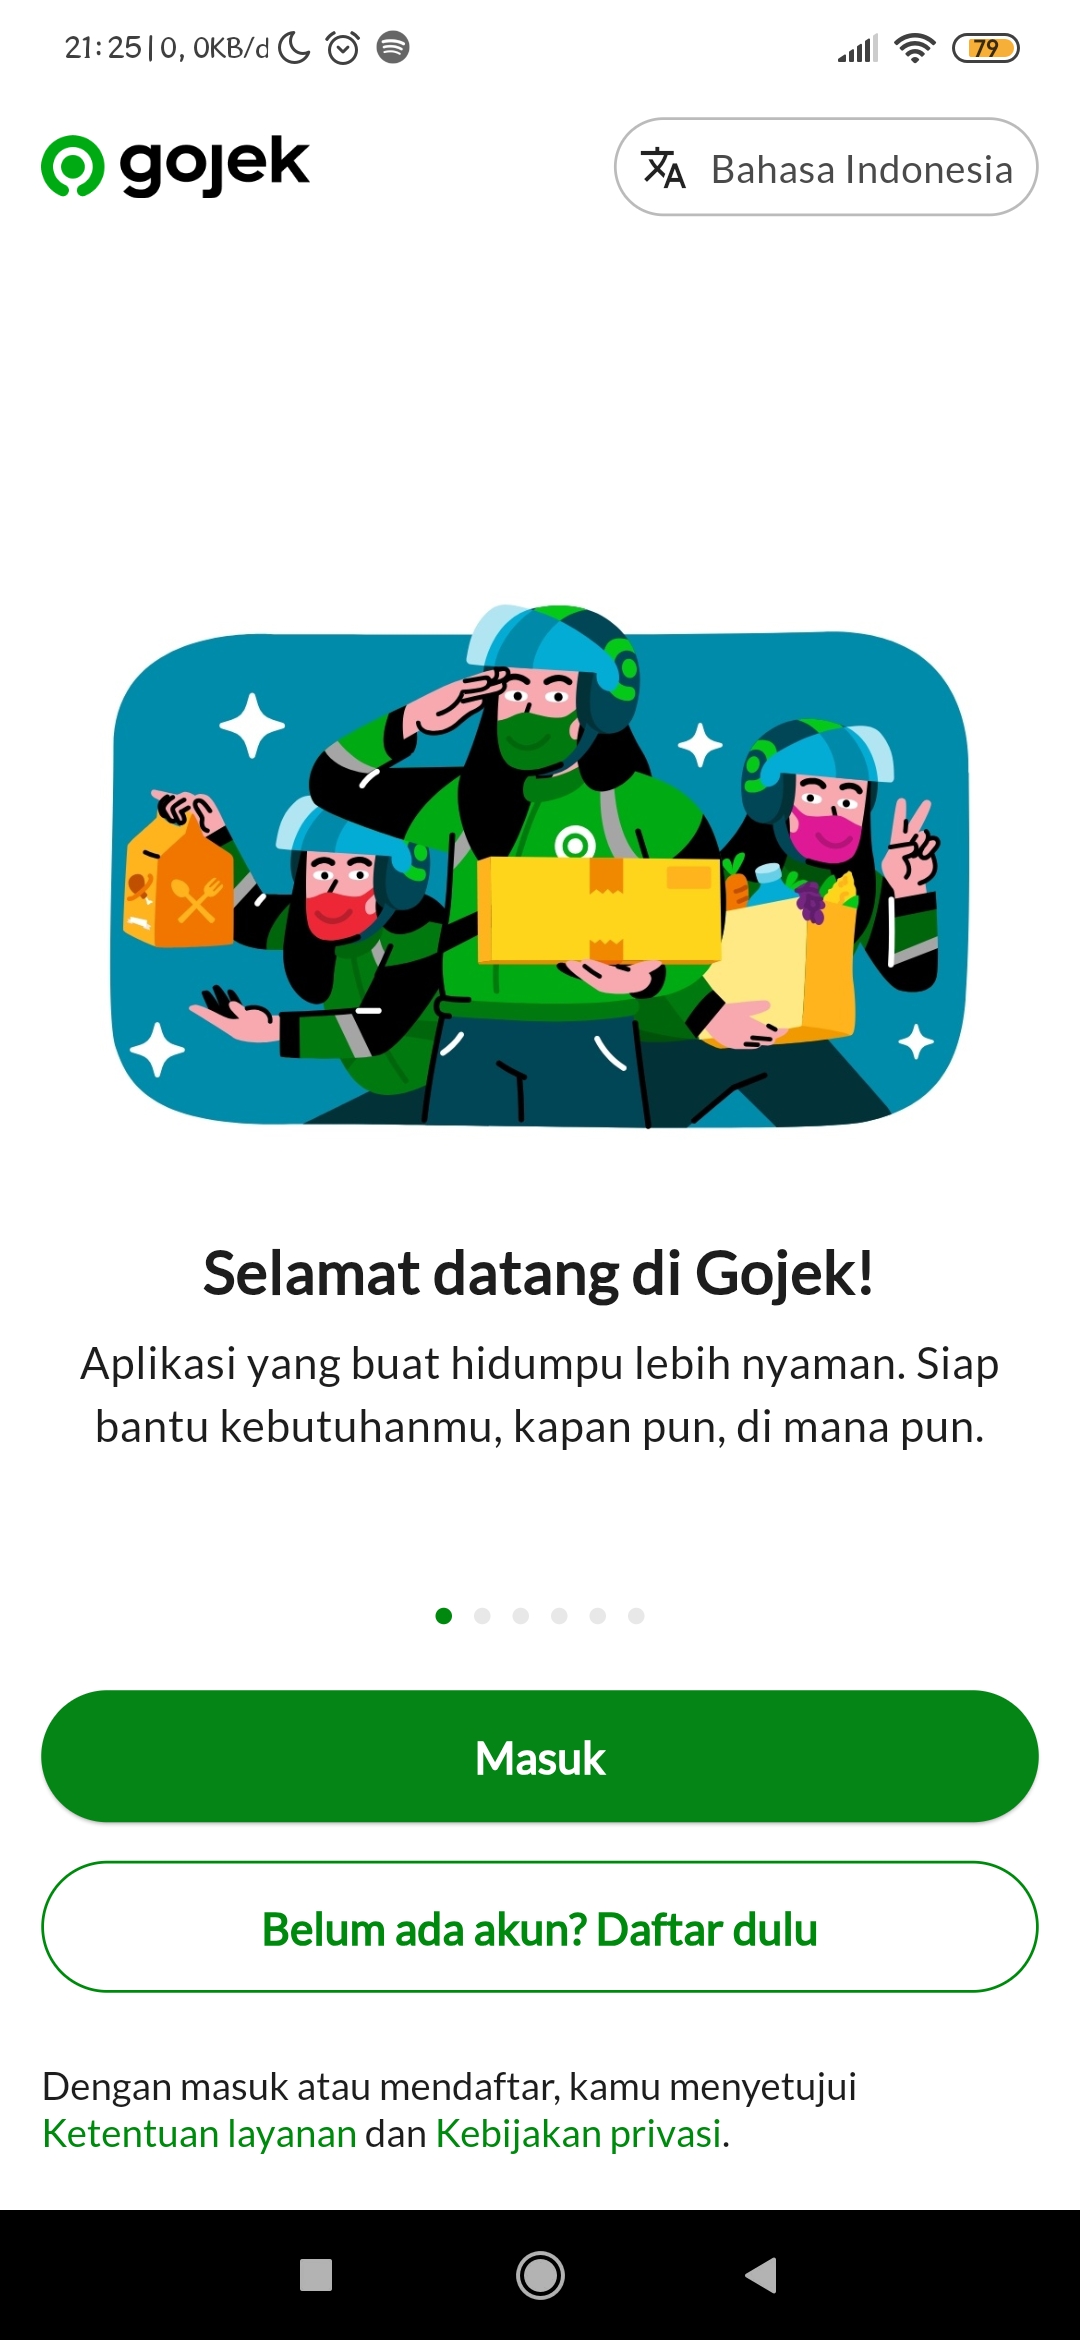 21:25 | 0, 0KB/d
79
gojek
Bahasa Indonesia
Selamat datang di Gojek!
Aplikasi yang buat hidumpu lebih nyaman. Siap
bantu kebutuhanmu, kapan pun, di mana pun.
Masuk
Belum ada akun? Daftar dulu
Dengan masuk atau mendaftar, kamu menyetujui
Ketentuan layanan dan Kebijakan privasi.